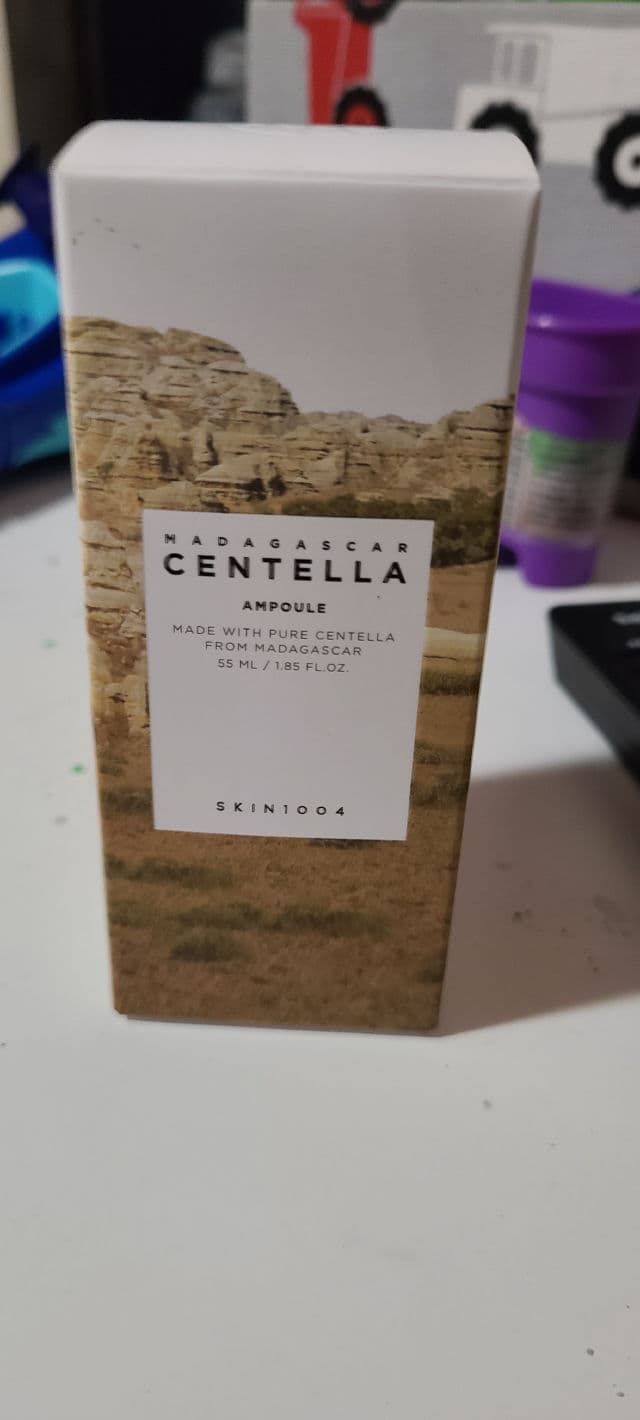 MADAGASCAR
CENTELLA
AMPOULE
MADE WITH PURE CENTELLA
FROM MADAGASCAR
55 ML / 1.85 FL.OZ.
SKIN1004